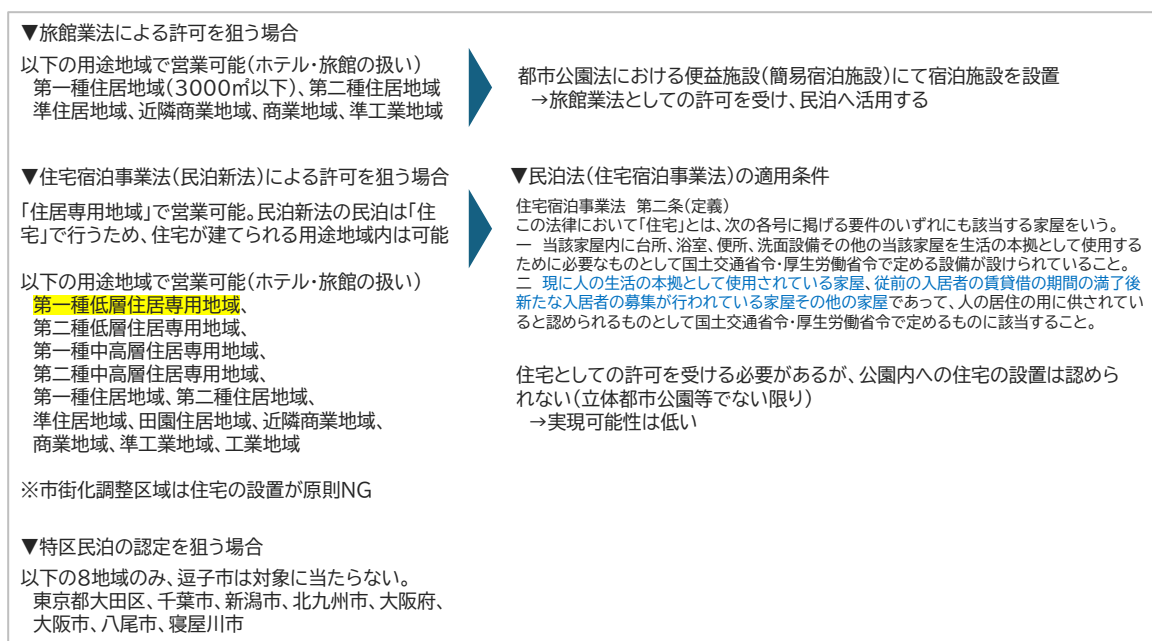 ▼旅館業法による許可を狙う場合
以下の用途地域で営業可能(ホテル・旅館の扱い)
第一種住居地域(3000㎡以下)、第二種住居地域
準住居地域、近隣商業地域、商業地域、準工業地域
都市公園法における便益施設(簡易宿泊施設)にて宿泊施設を設置
→旅館業法としての許可を受け、民泊へ活用する
▼住宅宿泊事業法(民泊新法)による許可を狙う場合
「住居専用地域」で営業可能。民泊新法の民泊は「住
宅」で行うため、住宅が建てられる用途地域内は可能
以下の用途地域で営業可能(ホテル・旅館の扱い)
第一種低層住居専用地域、
第二種低層住居専用地域、
第一種中高層住居専用地域、
第二種中高層住居専用地域、
第一種住居地域、第二種住居地域、
準住居地域、田園住居地域、近隣商業地域、
商業地域、準工業地域、工業地域
※市街化調整区域は住宅の設置が原則NG
▼民泊法(住宅宿泊事業法)の適用条件
住宅宿泊事業法 第二条(定義)
この法律において「住宅」とは、次の各号に掲げる要件のいずれにも該当する家屋をいう。
一 当該家屋内に台所、浴室、便所、洗面設備その他の当該家屋を生活の本拠として使用する
ために必要なものとして国土交通省令・厚生労働省令で定める設備が設けられていること。
二 現に人の生活の本拠として使用されている家屋、従前の入居者の賃貸借の期間の満了後
新たな入居者の募集が行われている家屋その他の家屋であって、人の居住の用に供されてい
ると認められるものとして国土交通省令・厚生労働省令で定めるものに該当すること。
住宅としての許可を受ける必要があるが、公園内への住宅の設置は認めら
れない(立体都市公園等でない限り)
→実現可能性は低い
▼特区民泊の認定を狙う場合
以下の8地域のみ、逗子市は対象に当たらない。
東京都大田区、千葉市、新潟市、北九州市、大阪府、
大阪市、八尾市、寝屋川市